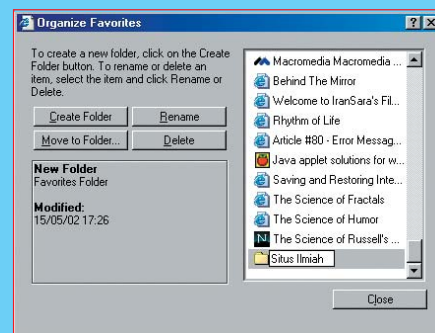 Organize Favorites
To create a new folder, click on the Create
Folder button. To rename or delete an
item, select the item and click Rename or
Delete.
Create Folder
Rename
Move to Folder...
Delete
New Folder
Favorites Folder
Modified:
15/05/02 17:26
Macromedia Macromedia ...
Behind The Mirror
Welcome to IranSara's Fil...
Rhythm of Life
Article #80 - Error Messag...
Java applet solutions for w...
Saving and Restoring Inte...
The Science of Fractals
The Science of Humor
The Science of Russell's ...
Situs Ilmiah
Close